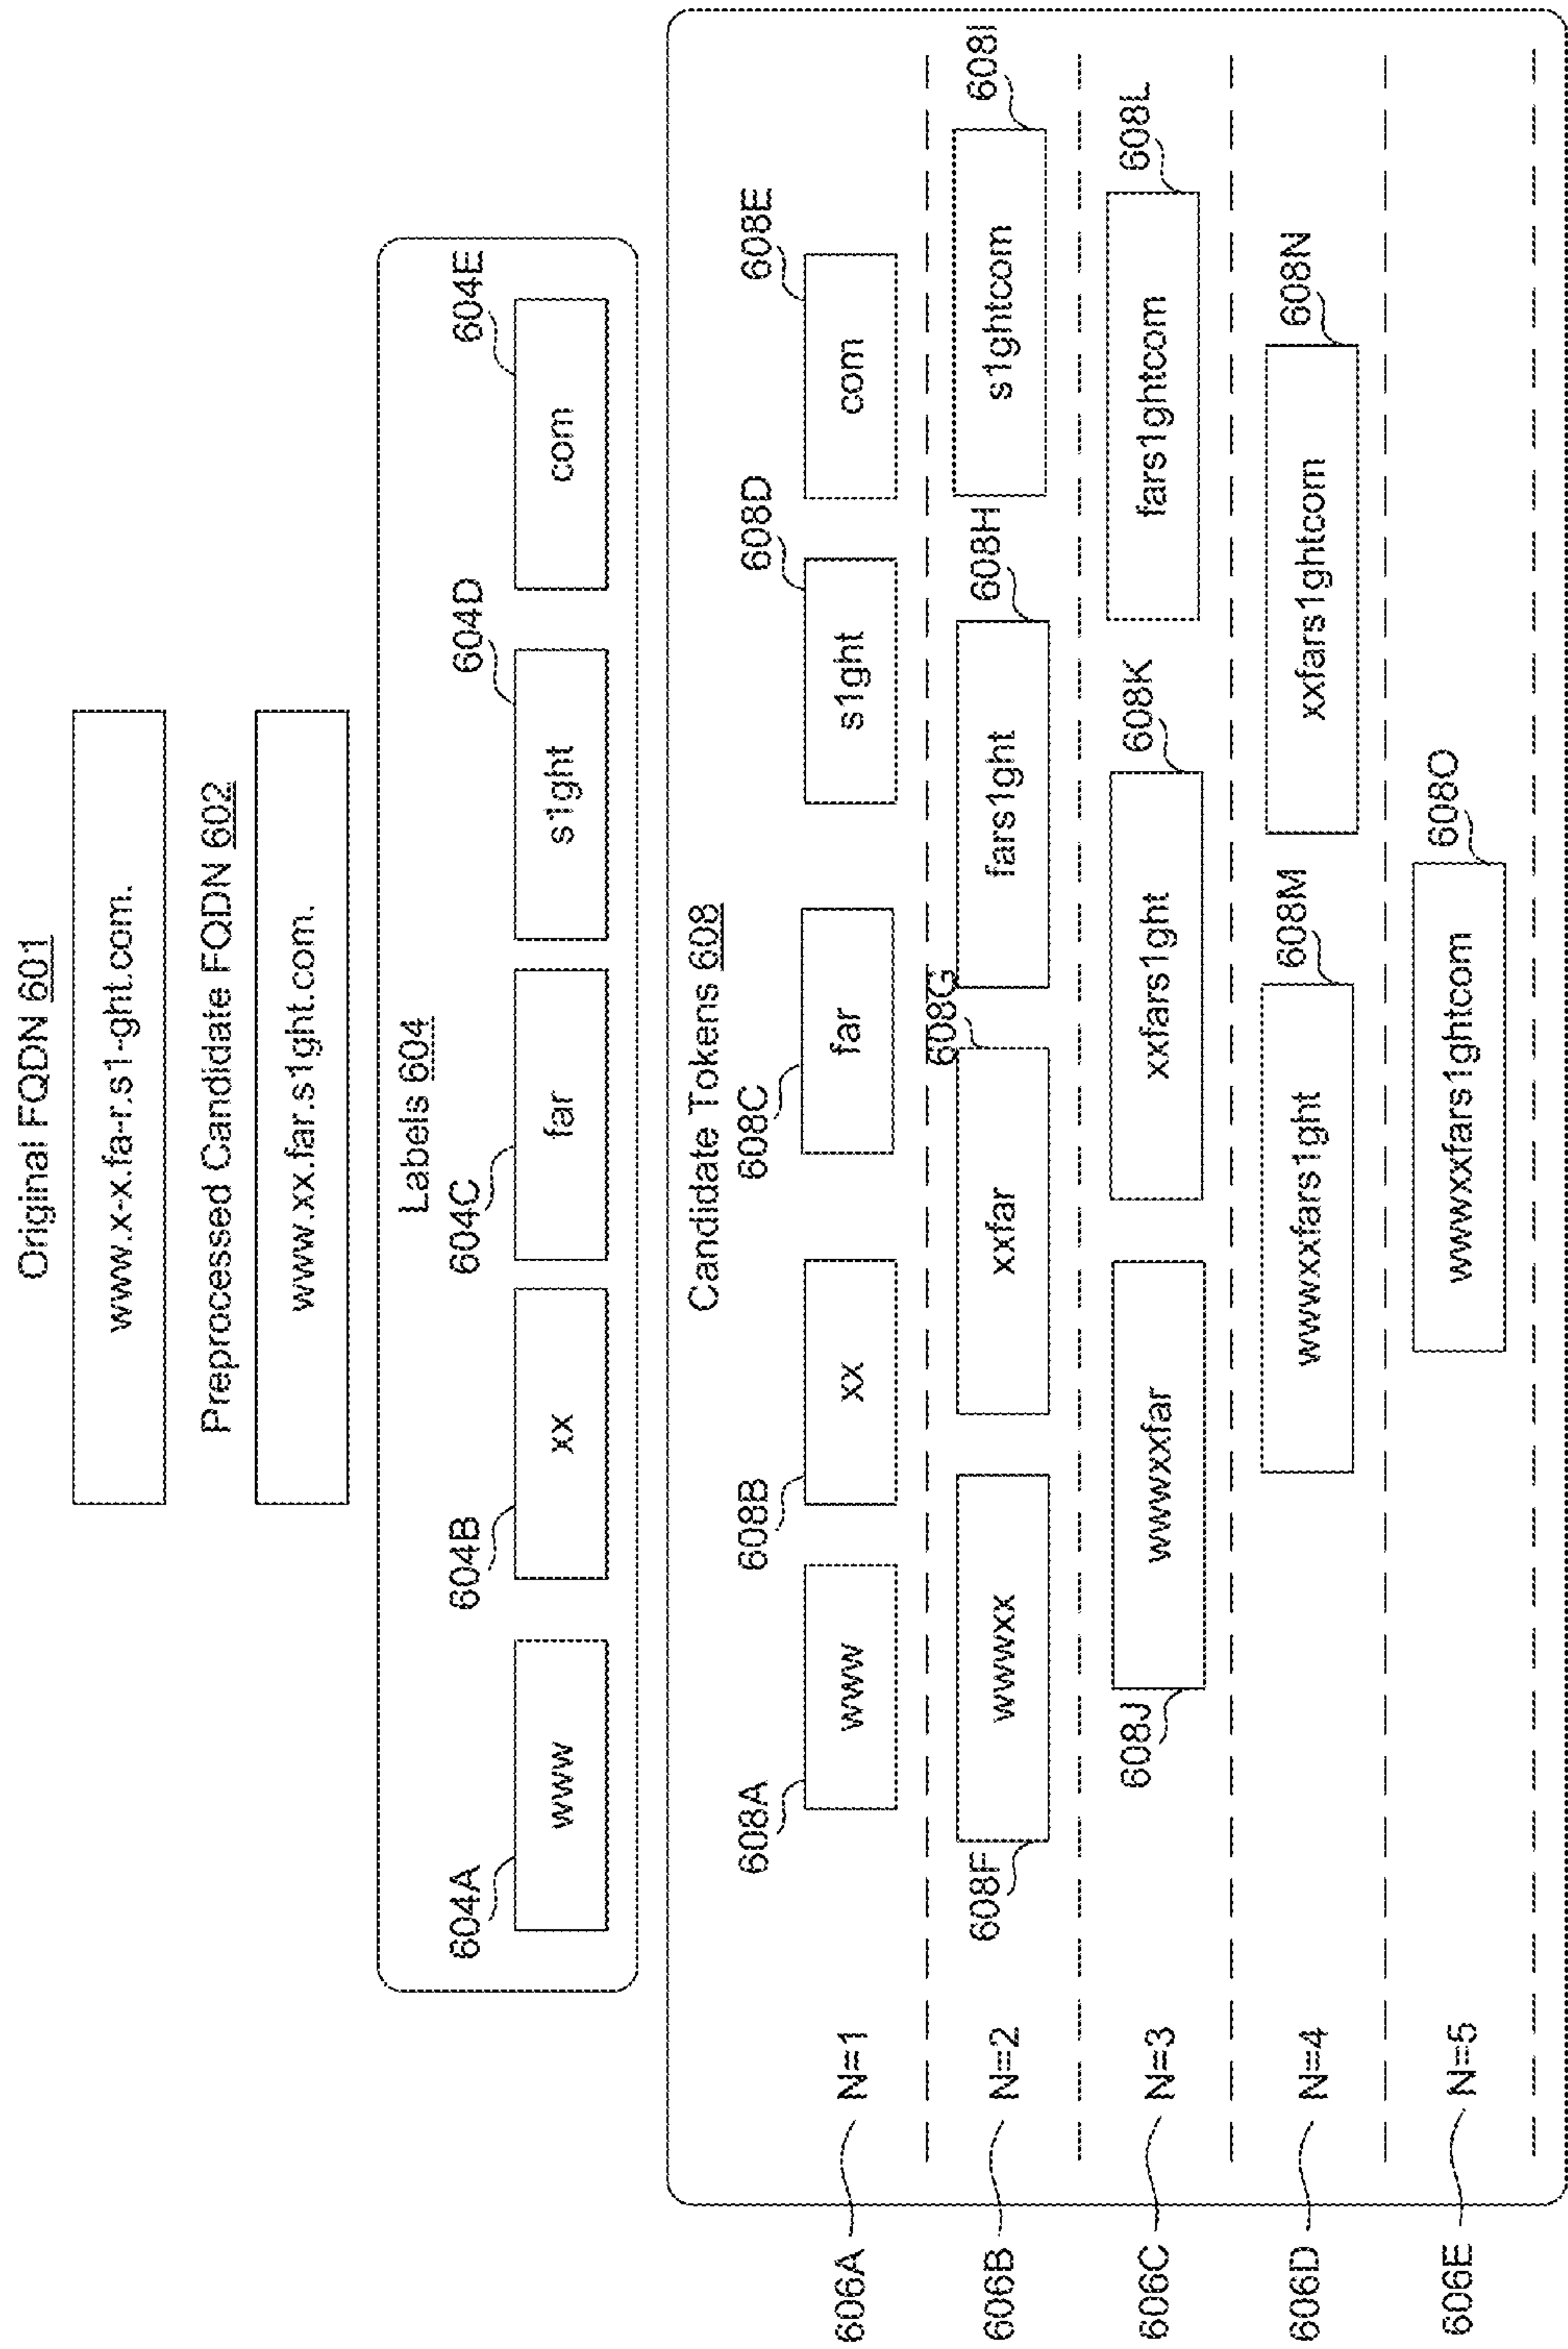 Original FQDN 601
www.x-x.fa-r.s1-ght.com.
Preprocessed Candidate FQDN 602
www.xx.far.s1ght.com.
Labels 604
604A 604B 604C 604D 604E
www xx far s1ght com
Candidate Tokens 608
608A 608B 608C 608D 608E
606A N=1 www xx far s1ght com
608F 608G 608H 608I
606B N=2 wwwxx xxfar fars1ght s1ghtcom
608J 608K 608L
606C N=3 wwwxxfar xxfars1ght fars1ghtcom
608M 608N
606D N=4 wwwxxfars1ght xxfars1ghtcom
608O
606E N=5 wwwxxfars1ghtcom